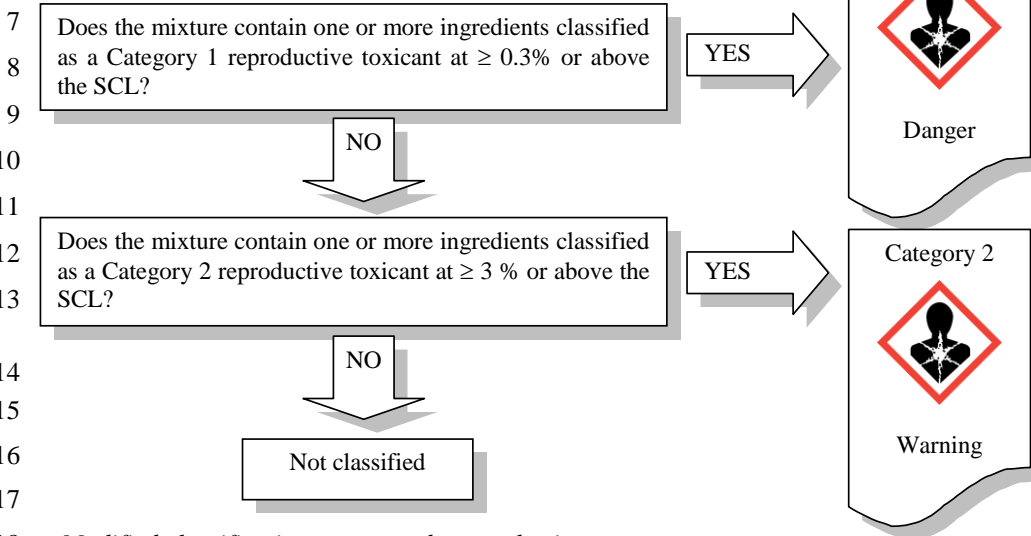 7
Does the mixture contain one or more ingredients classified
as a Category 1 reproductive toxicant at ≥ 0.3% or above
the SCL?
YES
8
9
Danger
NO
10
11
Does the mixture contain one or more ingredients classified
as a Category 2 reproductive toxicant at ≥ 3 % or above the
SCL?
YES
Category 2
12
13
Warning
NO
14
15
Not classified
16
17